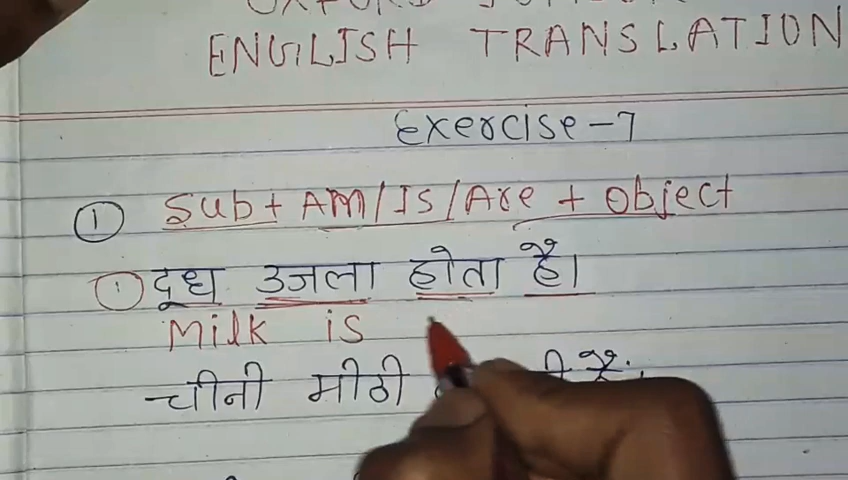 ENGLISH TRANSLATION
Exercise-7
① Sub + AM/IS/Are + Object
① दूध उजला होता है।
Milk is
चीनी मीठी